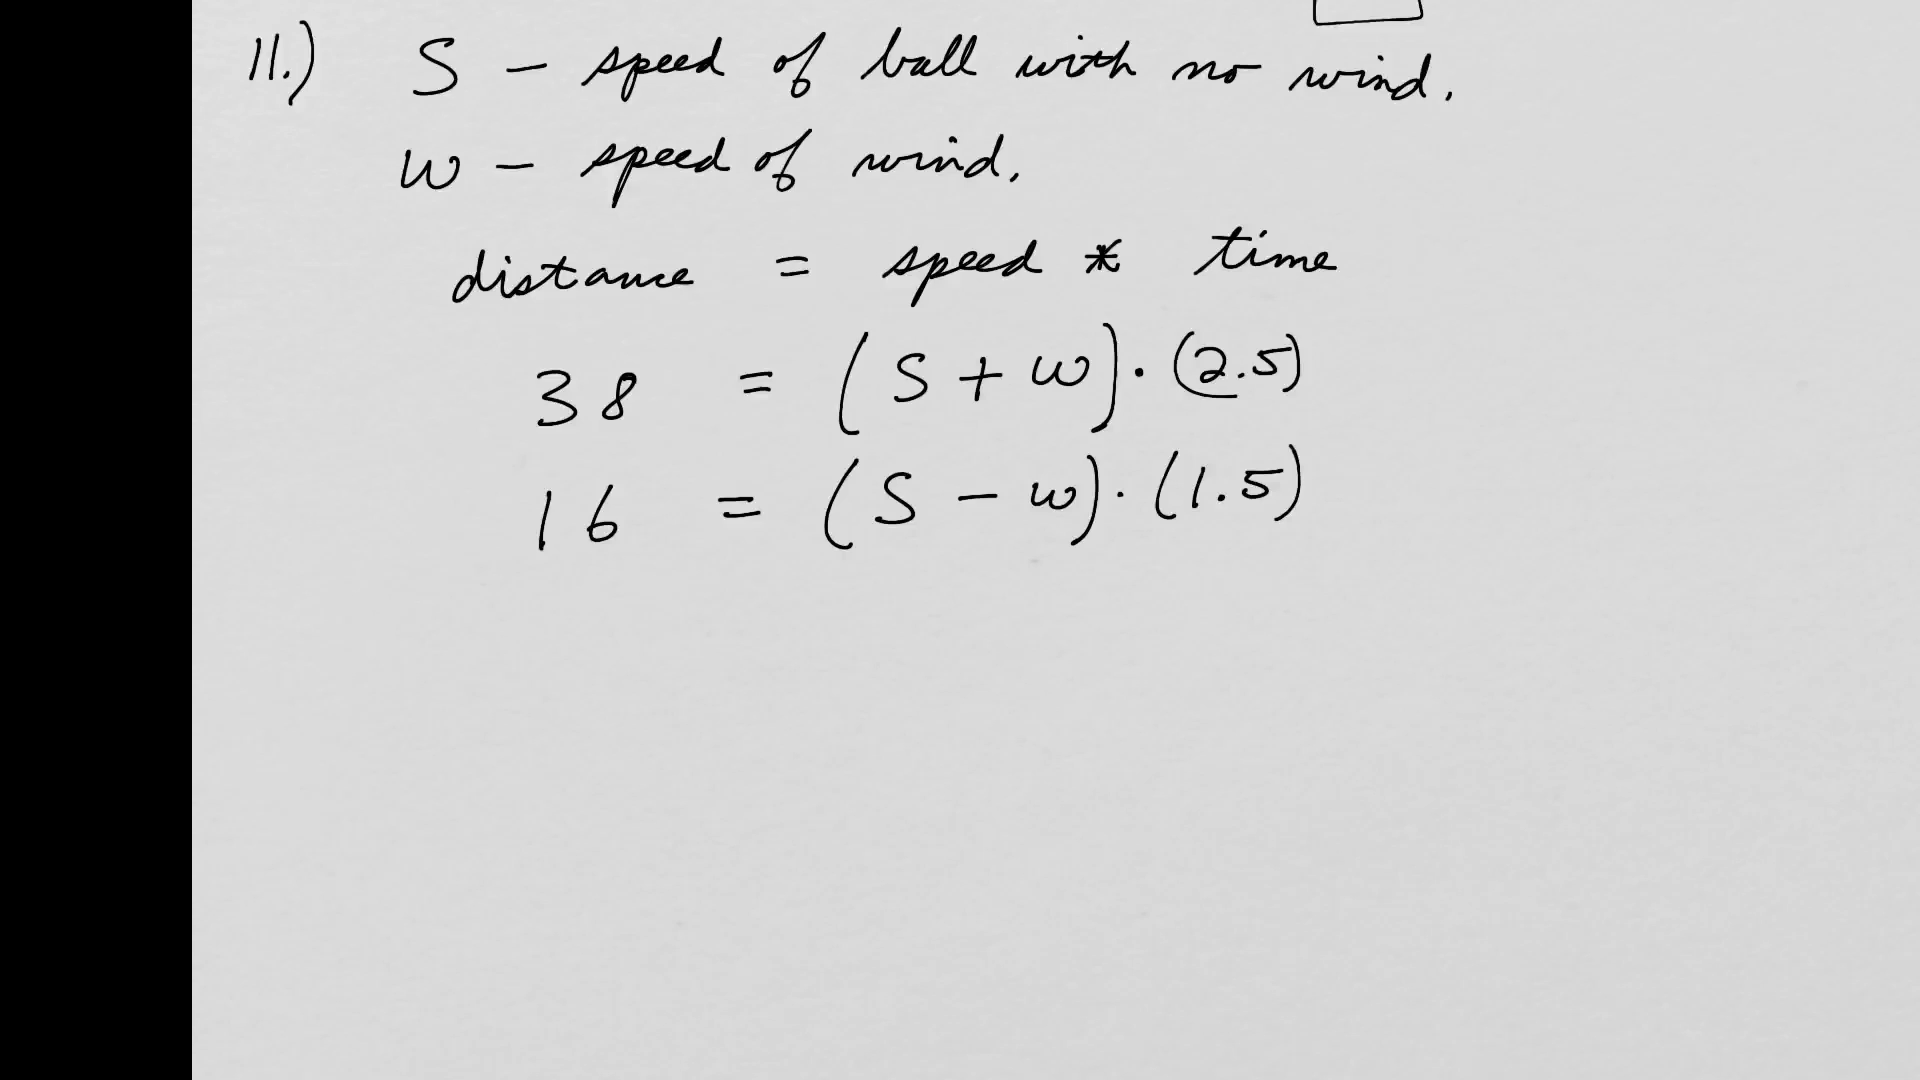 11.) S - speed of ball with no wind.
w - speed of wind.
distance = speed * time
38 = (S + w) · (2.5)
16 = (S - w) · (1.5)